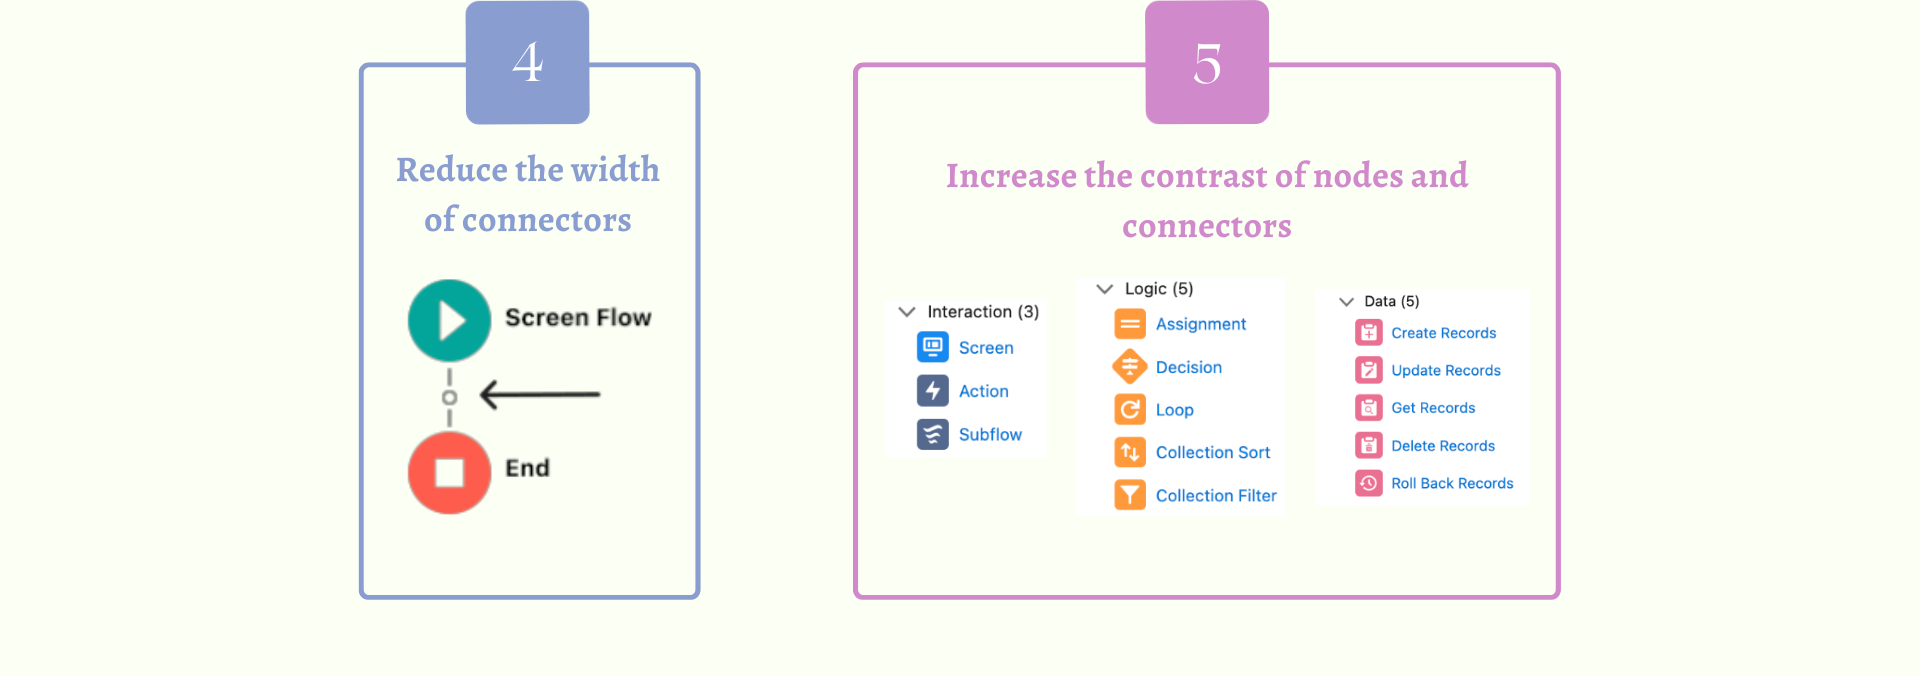 4
Reduce the width
of connectors
Screen Flow
End
5
Increase the contrast of nodes and
connectors
Interaction (3)
Screen
Action
Subflow
Logic (5)
Assignment
Decision
Loop
Collection Sort
Collection Filter
Data (5)
Create Records
Update Records
Get Records
Delete Records
Roll Back Records